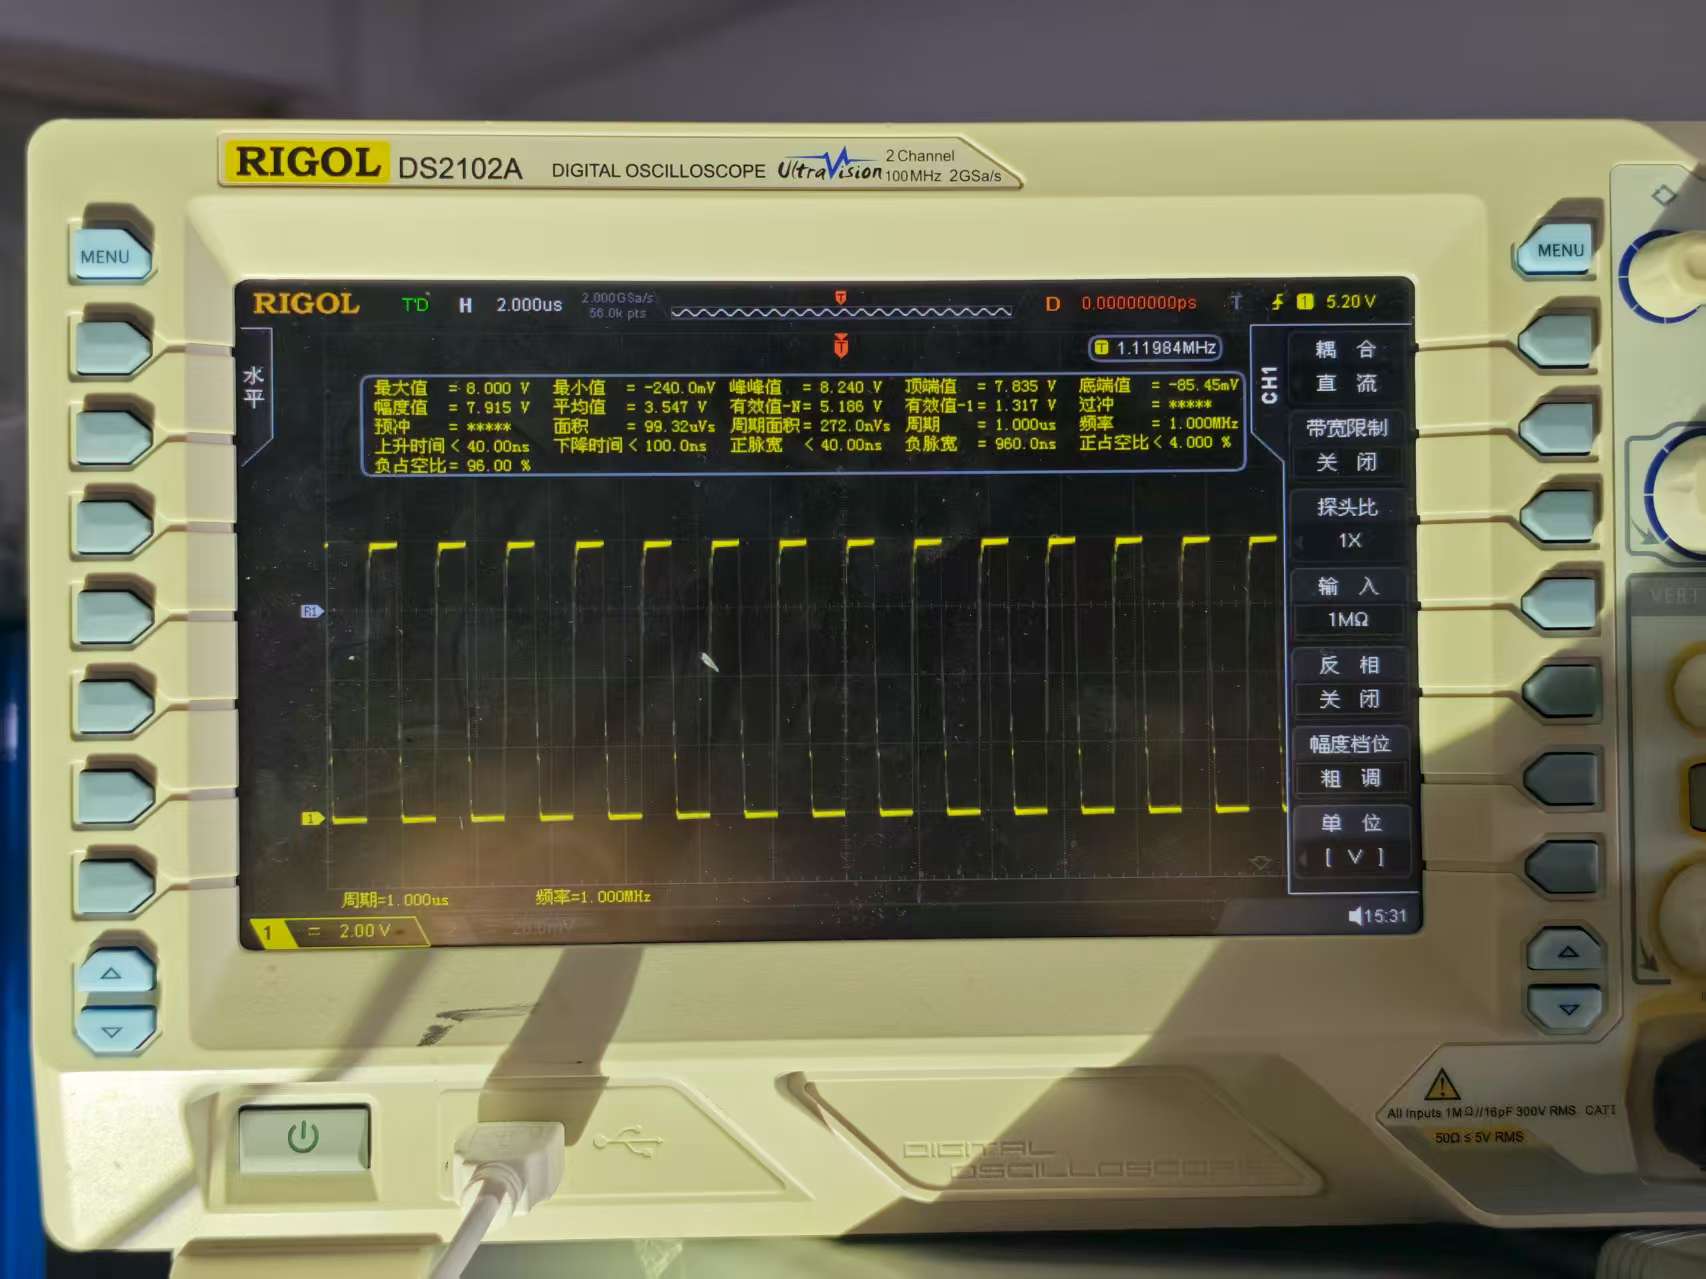 RIGOL DS2102A DIGITAL OSCILLOSCOPE UltraVision 2 Channel 100MHz 2GSa/s
MENU
MENU
RIGOL T'D H 2.000us 2.000GSa/s 56.0k pts T D 0.00000000ps T 1 5.20 V
T
T 1.11984MHz
水平
最大值 = 8.000 V 最小值 = -240.0mV 峰峰值 = 8.240 V 顶端值 = 7.835 V 底端值 = -85.45mV
幅度值 = 7.915 V 平均值 = 3.547 V 有效值-N= 5.186 V 有效值-1= 1.317 V 过冲 = *****
预冲 = ***** 面积 = 99.32uVs 周期面积= 272.0nVs 周期 = 1.000us 频率 = 1.000MHz
上升时间< 40.00ns 下降时间< 100.0ns 正脉宽 < 40.00ns 负脉宽 = 960.0ns 正占空比< 4.000 %
负占空比= 96.00 %
CH1
耦 合
直 流
带宽限制
关 闭
探头比
1X
输 入
1MΩ
反 相
关 闭
幅度档位
粗 调
单 位
[ V ]
R1
1
周期=1.000us 频率=1.000MHz
1 = 2.00 V 2 = 20.0mV
15:31
VERT
All Inputs 1MΩ//16pF 300V RMS CATI
50Ω ≤ 5V RMS
DIGITAL
OSCILLOSCOPE